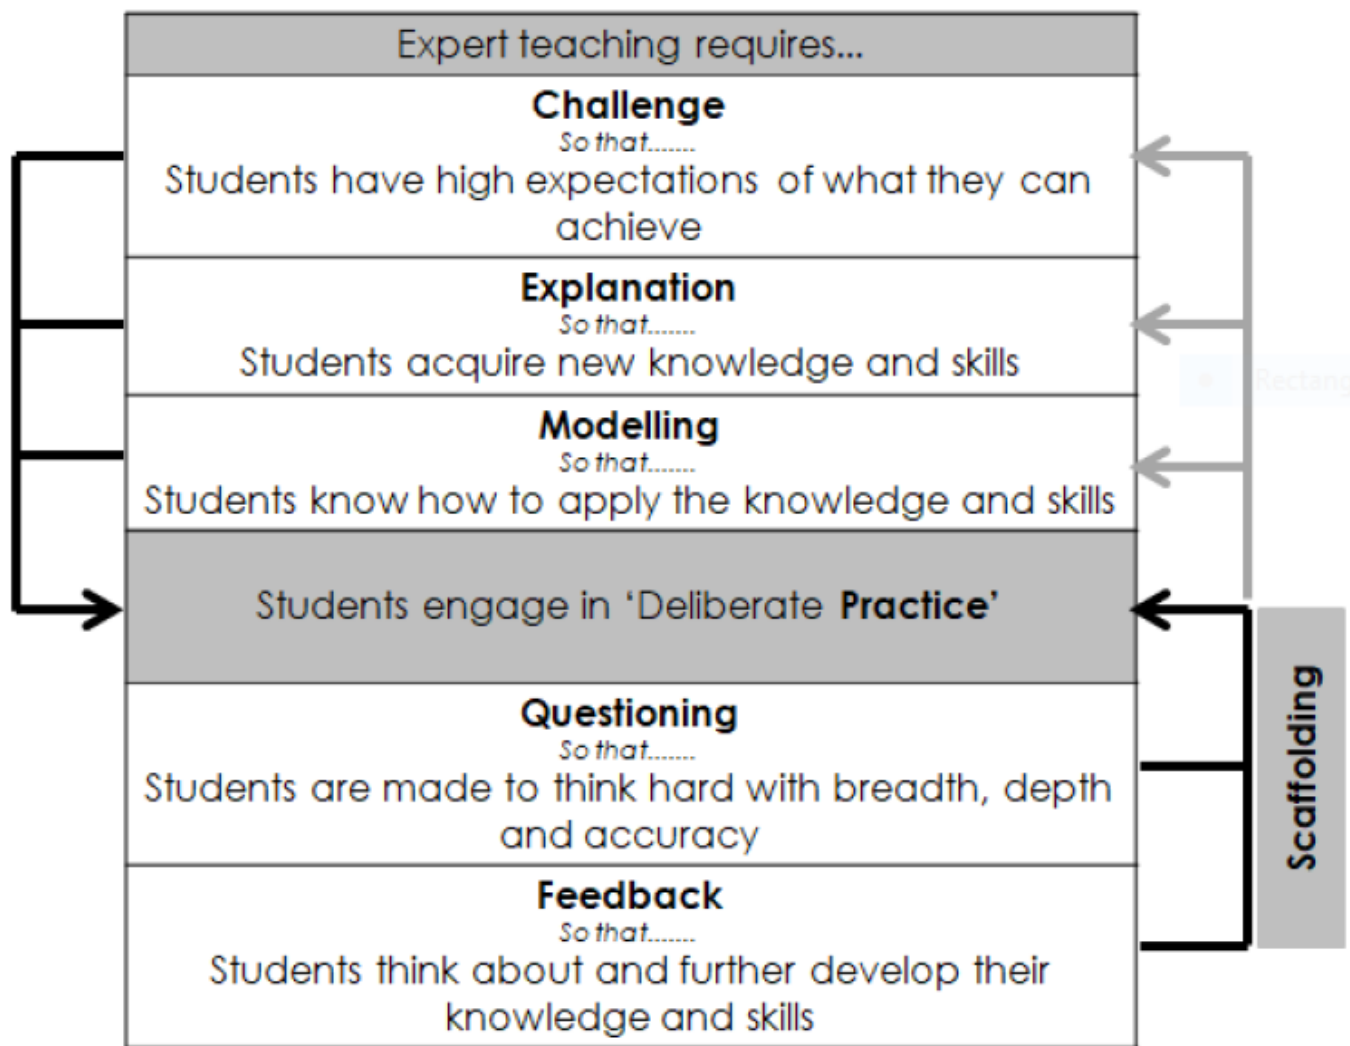 Expert teaching requires...
Challenge
So that.......
Students have high expectations of what they can
achieve
Explanation
So that.......
Students acquire new knowledge and skills
Rectang
Modelling
So that.......
Students know how to apply the knowledge and skills
Students engage in ‘Deliberate Practice’
Scaffolding
Questioning
So that.......
Students are made to think hard with breadth, depth
and accuracy
Feedback
So that.......
Students think about and further develop their
knowledge and skills